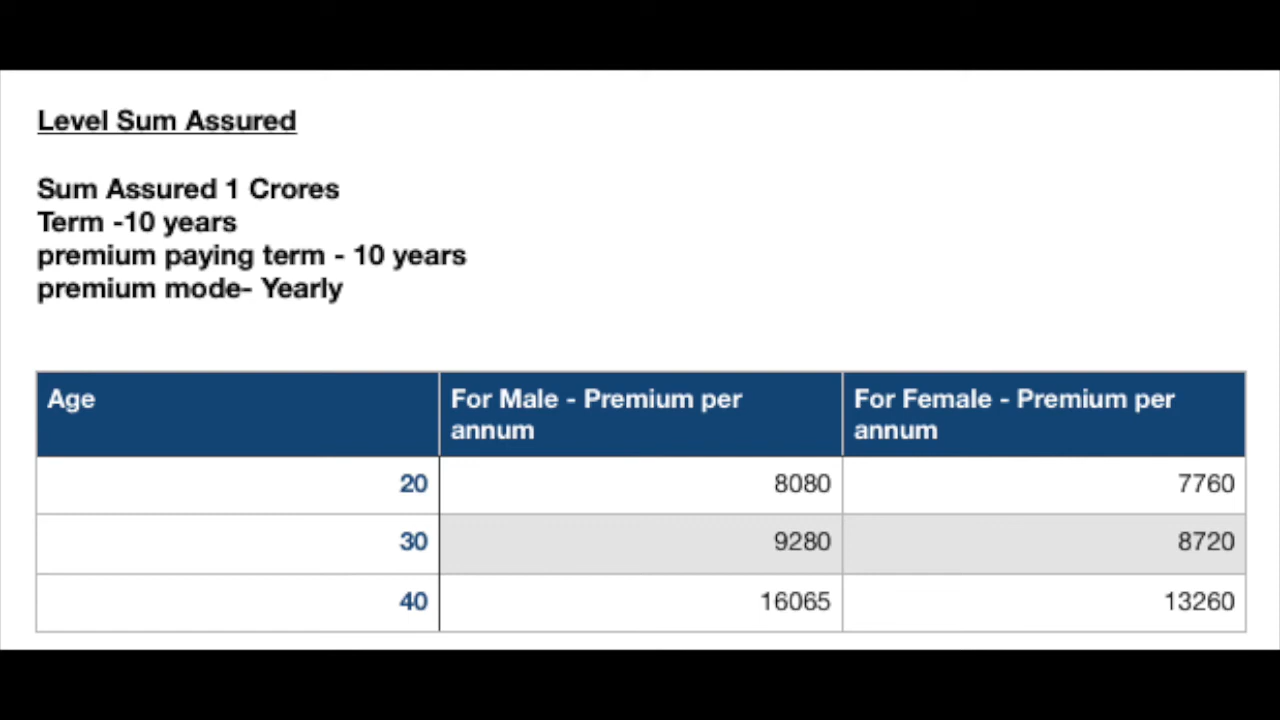 Level Sum Assured
Sum Assured 1 Crores
Term -10 years
premium paying term - 10 years
premium mode- Yearly
Age For Male - Premium per annum For Female - Premium per annum
20 8080 7760
30 9280 8720
40 16065 13260